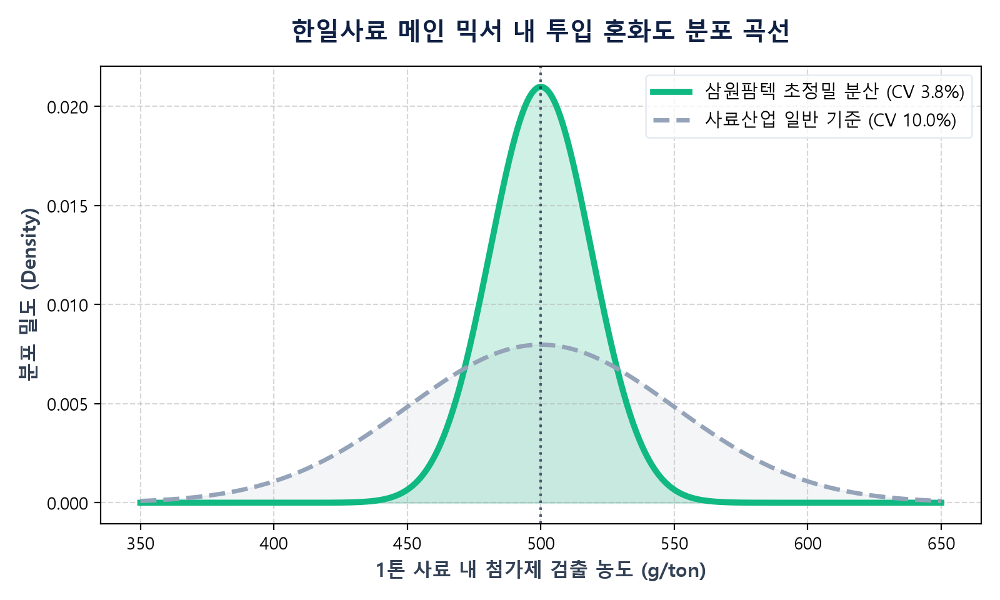 한일사료 메인 믹서 내 투입 혼화도 분포 곡선
삼원팜텍 초정밀 분산 (CV 3.8%)
사료산업 일반 기준 (CV 10.0%)
분포 밀도 (Density)
0.020
0.015
0.010
0.005
0.000
350 400 450 500 550 600 650
1톤 사료 내 첨가제 검출 농도 (g/ton)